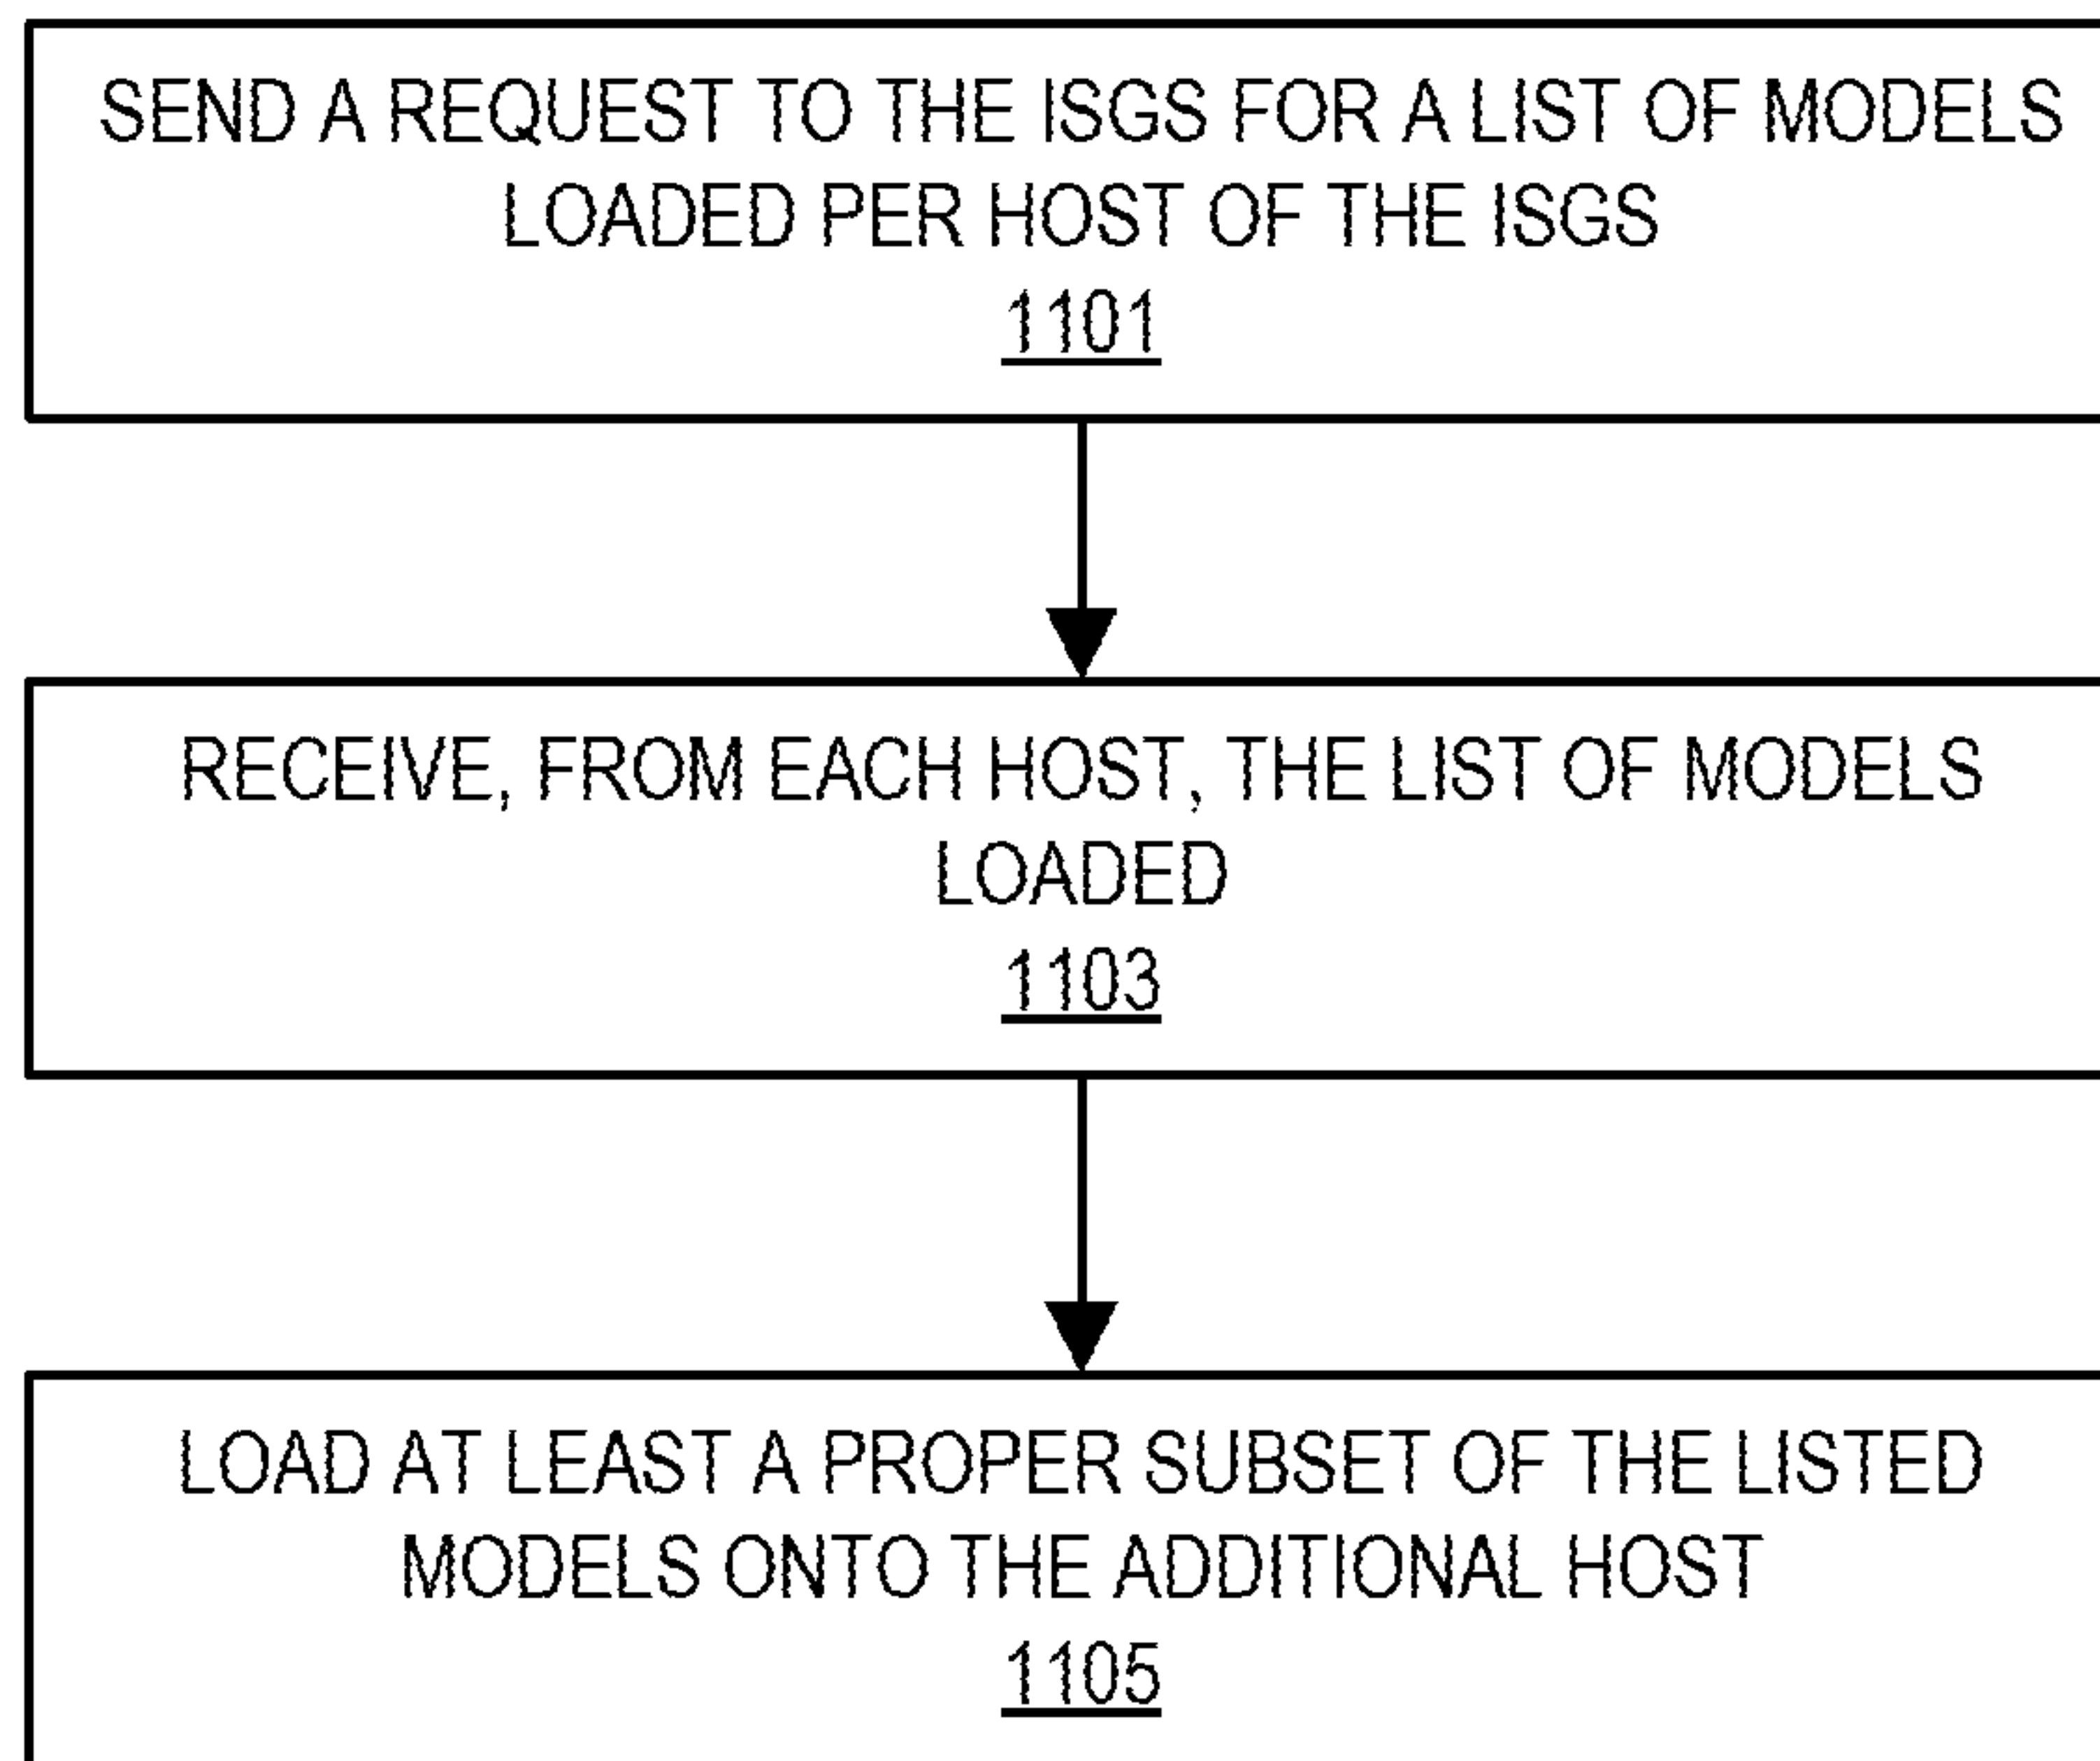 SEND A REQUEST TO THE ISGS FOR A LIST OF MODELS
LOADED PER HOST OF THE ISGS
1101
RECEIVE, FROM EACH HOST, THE LIST OF MODELS
LOADED
1103
LOAD AT LEAST A PROPER SUBSET OF THE LISTED
MODELS ONTO THE ADDITIONAL HOST
1105